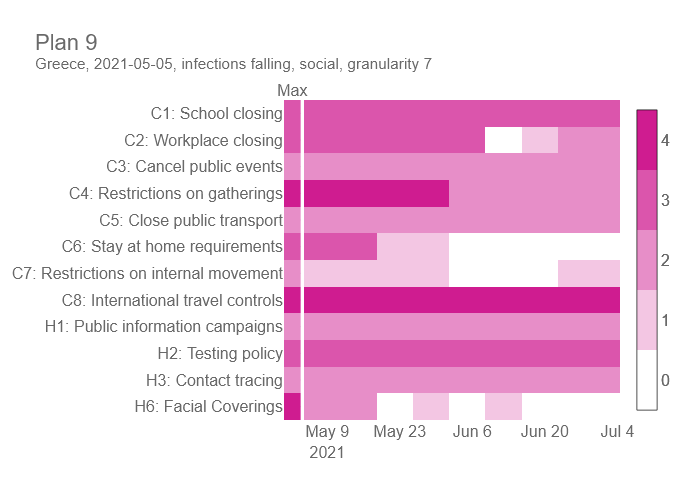 Plan 9
Greece, 2021-05-05, infections falling, social, granularity 7
Max
C1: School closing
C2: Workplace closing
C3: Cancel public events
C4: Restrictions on gatherings
C5: Close public transport
C6: Stay at home requirements
C7: Restrictions on internal movement
C8: International travel controls
H1: Public information campaigns
H2: Testing policy
H3: Contact tracing
H6: Facial Coverings
May 9 May 23 Jun 6 Jun 20 Jul 4
2021
4
3
2
1
0